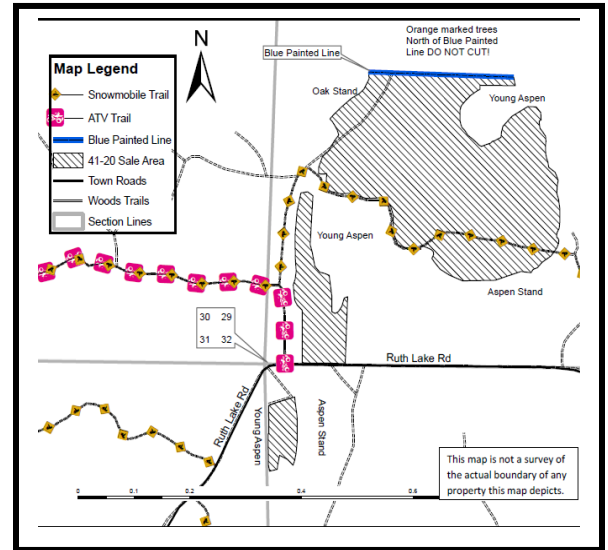 Orange marked trees
North of Blue Painted
Line DO NOT CUT!
N
Blue Painted Line
Map Legend
Snowmobile Trail
ATV Trail
Blue Painted Line
41-20 Sale Area
Town Roads
Woods Trails
Section Lines
Oak Stand
Young Aspen
Young Aspen
Aspen Stand
30 29
31 32
Ruth Lake Rd
Ruth Lake Rd
Young Aspen
Aspen Stand
This map is not a survey of
the actual boundary of any
property this map depicts.
0 0.1 0.2 0.4 0.6